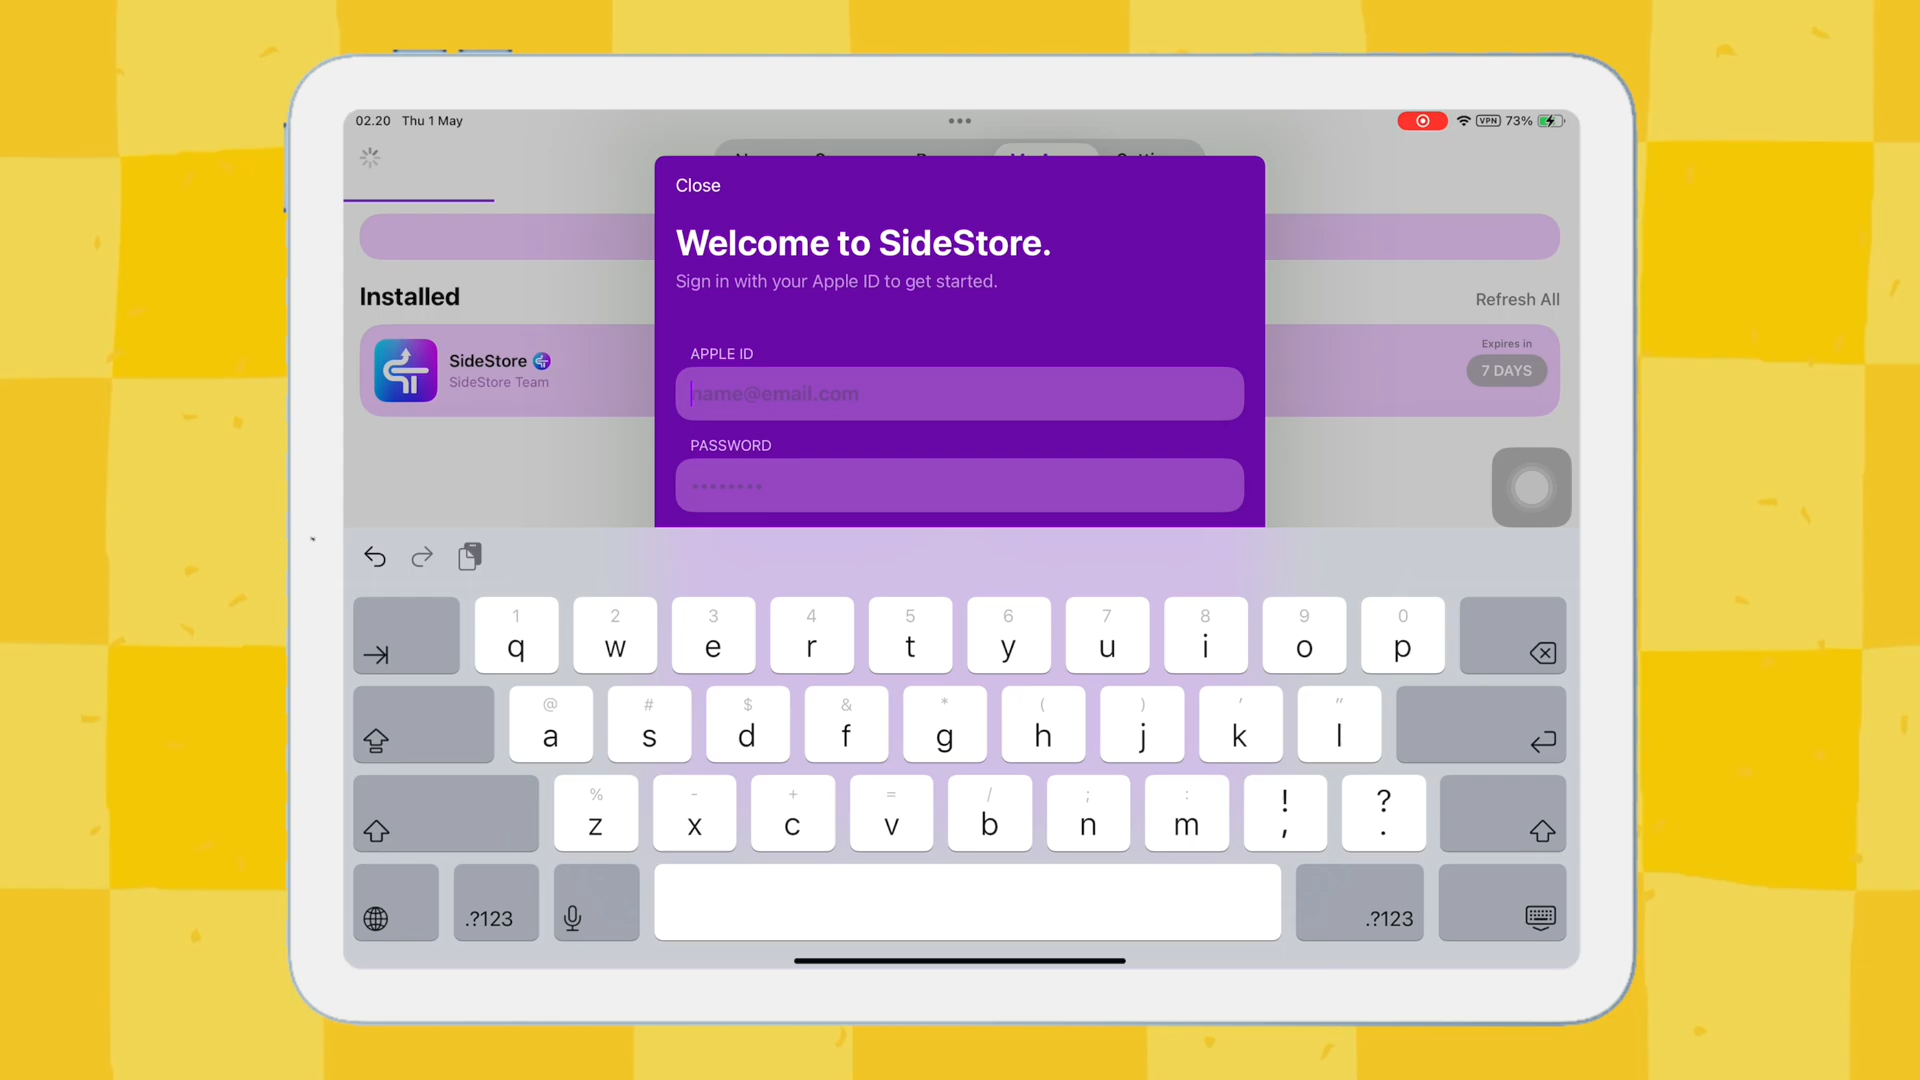 02.20 Thu 1 May
VPN 73%
Close
Welcome to SideStore.
Sign in with your Apple ID to get started.
Installed
Refresh All
SideStore
SideStore Team
Expires in
7 DAYS
APPLE ID
name@email.com
PASSWORD
1 2 3 4 5 6 7 8 9 0
q w e r t y u i o p
@ # $ & * ( ) ' "
a s d f g h j k l
% - + = / ; : ! ?
z x c v b n m , .
.?123 .?123